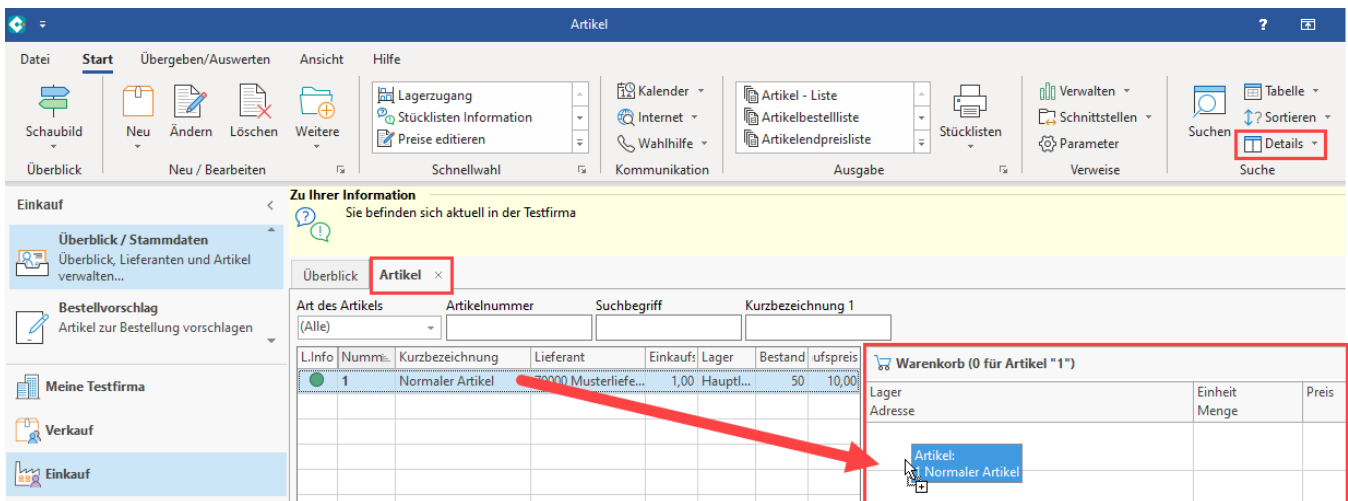 Artikel
?
Datei Start Übergeben/Auswerten Ansicht Hilfe
Schaubild
Neu Ändern Löschen
Weitere
Lagerzugang
Stücklisten Information
Preise editieren
Kalender
Internet
Wahlhilfe
Artikel - Liste
Artikelbestellliste
Artikelendpreisliste
Stücklisten
Verwalten
Schnittstellen
Parameter
Suchen
Tabelle
Sortieren
Details
Überblick Neu / Bearbeiten Schnellwahl Kommunikation Ausgabe Verweise Suche
Einkauf
Überblick / Stammdaten
Überblick, Lieferanten und Artikel
verwalten...
Bestellvorschlag
Artikel zur Bestellung vorschlagen
Meine Testfirma
Verkauf
Einkauf
Zu Ihrer Information
Sie befinden sich aktuell in der Testfirma
Überblick Artikel ×
Art des Artikels Artikelnummer Suchbegriff Kurzbezeichnung 1
(Alle)
L.Info Kurzbezeichnung Lieferant Lager Bestand ufspreis
1 Normaler Artikel 70000 Musterliefe... 1,00 Hauptl... 50 10,00
Warenkorb (0 für Artikel "1")
Lager Einheit Preis
Adresse Menge
Artikel:
1 Normaler Artikel